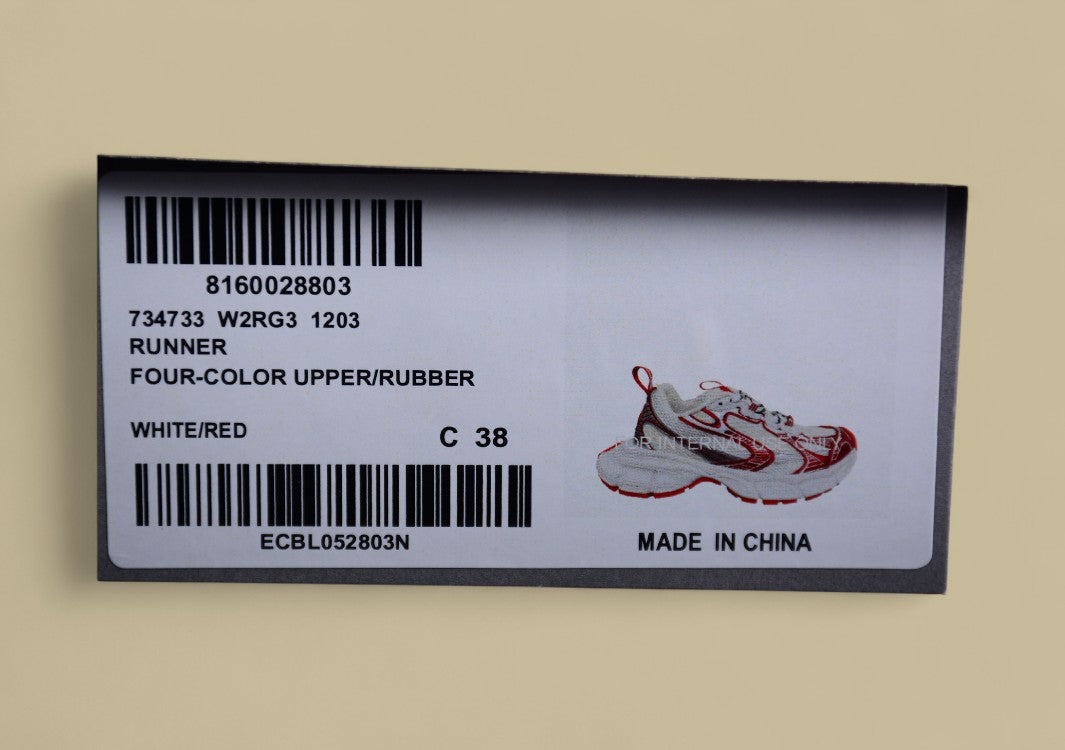 8160028803
734733 W2RG3 1203
RUNNER
FOUR-COLOR UPPER/RUBBER
WHITE/RED
C 38
ECBL052803N
FOR INTERNAL USE ONLY
MADE IN CHINA